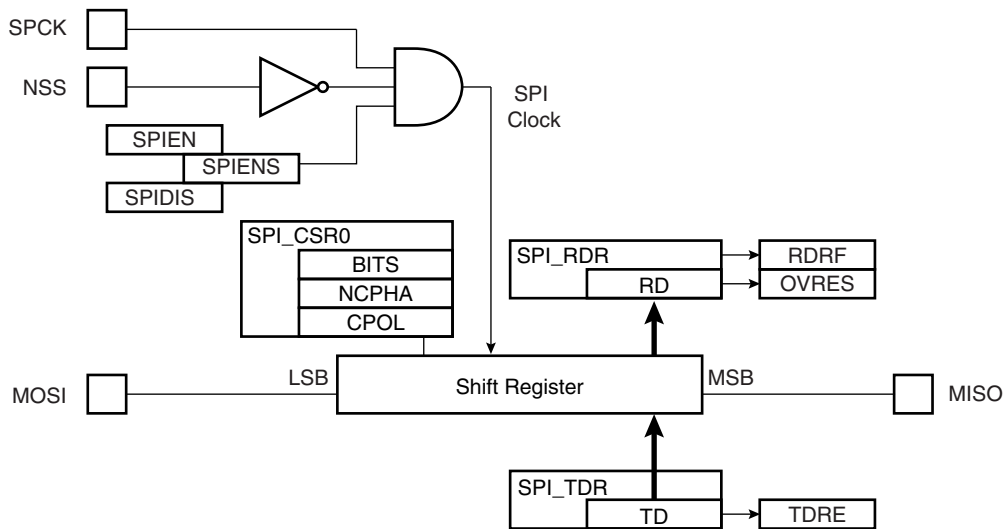 SPCK
NSS
SPI
Clock
SPIEN
SPIENS
SPIDIS
SPI_CSR0
BITS
NCPHA
CPOL
SPI_RDR
RD
RDRF
OVRES
MOSI
LSB
Shift Register
MSB
MISO
SPI_TDR
TD
TDRE